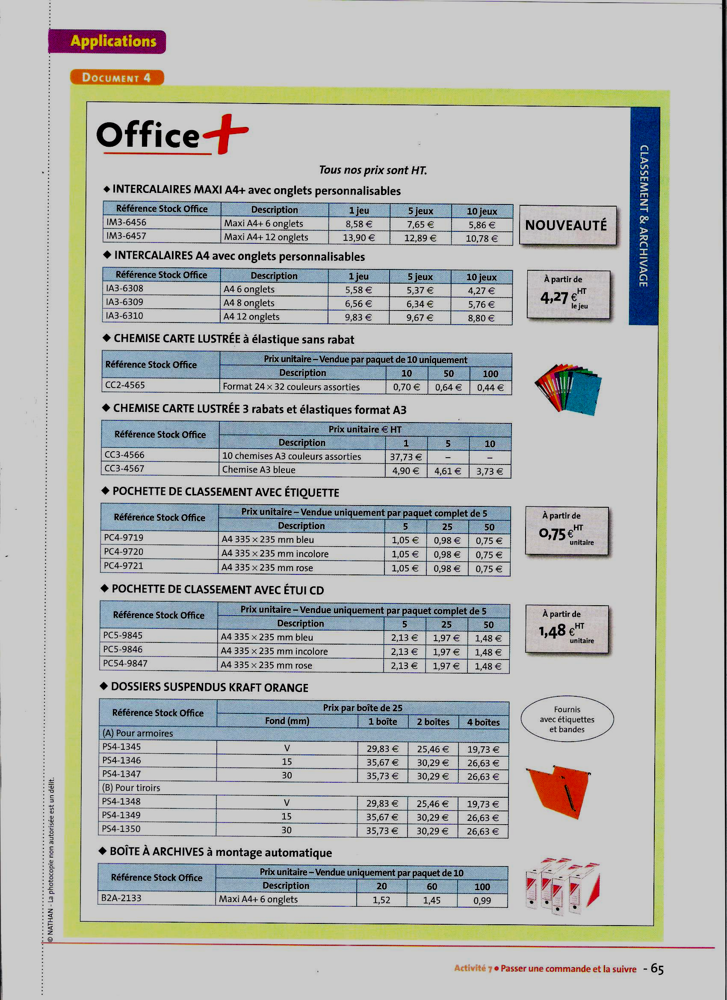 Applications
DOCUMENT 4
Office+
CLASSEMENT & ARCHIVAGE
Tous nos prix sont HT.
◆ INTERCALAIRES MAXI A4+ avec onglets personnalisables
Référence Stock Office Description 1 jeu 5 jeux 10 jeux
IM3-6456 Maxi A4+ 6 onglets 8,58 € 7,65 € 5,86 €
IM3-6457 Maxi A4+ 12 onglets 13,90 € 12,89 € 10,78 €
NOUVEAUTÉ
◆ INTERCALAIRES A4 avec onglets personnalisables
Référence Stock Office Description 1 jeu 5 jeux 10 jeux
IA3-6308 A4 6 onglets 5,58 € 5,37 € 4,27 €
IA3-6309 A4 8 onglets 6,56 € 6,34 € 5,76 €
IA3-6310 A4 12 onglets 9,83 € 9,67 € 8,80 €
À partir de
4,27 € HT
le jeu
◆ CHEMISE CARTE LUSTRÉE à élastique sans rabat
Référence Stock Office Prix unitaire – Vendue par paquet de 10 uniquement
Description 10 50 100
CC2-4565 Format 24 × 32 couleurs assorties 0,70 € 0,64 € 0,44 €
◆ CHEMISE CARTE LUSTRÉE 3 rabats et élastiques format A3
Référence Stock Office Prix unitaire € HT
Description 1 5 10
CC3-4566 10 chemises A3 couleurs assorties 37,73 € – –
CC3-4567 Chemise A3 bleue 4,90 € 4,61 € 3,73 €
◆ POCHETTE DE CLASSEMENT AVEC ÉTIQUETTE
Référence Stock Office Prix unitaire – Vendue uniquement par paquet complet de 5
Description 5 25 50
PC4-9719 A4 335 × 235 mm bleu 1,05 € 0,98 € 0,75 €
PC4-9720 A4 335 × 235 mm incolore 1,05 € 0,98 € 0,75 €
PC4-9721 A4 335 × 235 mm rose 1,05 € 0,98 € 0,75 €
À partir de
0,75 € HT
unitaire
◆ POCHETTE DE CLASSEMENT AVEC ÉTUI CD
Référence Stock Office Prix unitaire – Vendue uniquement par paquet complet de 5
Description 5 25 50
PC5-9845 A4 335 × 235 mm bleu 2,13 € 1,97 € 1,48 €
PC5-9846 A4 335 × 235 mm incolore 2,13 € 1,97 € 1,48 €
PC54-9847 A4 335 × 235 mm rose 2,13 € 1,97 € 1,48 €
À partir de
1,48 € HT
unitaire
◆ DOSSIERS SUSPENDUS KRAFT ORANGE
Référence Stock Office Prix par boîte de 25
Fond (mm) 1 boîte 2 boîtes 4 boîtes
(A) Pour armoires
PS4-1345 V 29,83 € 25,46 € 19,73 €
PS4-1346 15 35,67 € 30,29 € 26,63 €
PS4-1347 30 35,73 € 30,29 € 26,63 €
(B) Pour tiroirs
PS4-1348 V 29,83 € 25,46 € 19,73 €
PS4-1349 15 35,67 € 30,29 € 26,63 €
PS4-1350 30 35,73 € 30,29 € 26,63 €
Fournis
avec étiquettes
et bandes
◆ BOÎTE À ARCHIVES à montage automatique
Référence Stock Office Prix unitaire – Vendue uniquement par paquet de 10
Description 20 60 100
B2A-2133 Maxi A4+ 6 onglets 1,52 1,45 0,99
© NATHAN - La photocopie non autorisée est un délit.
Activité 7 • Passer une commande et la suivre - 65